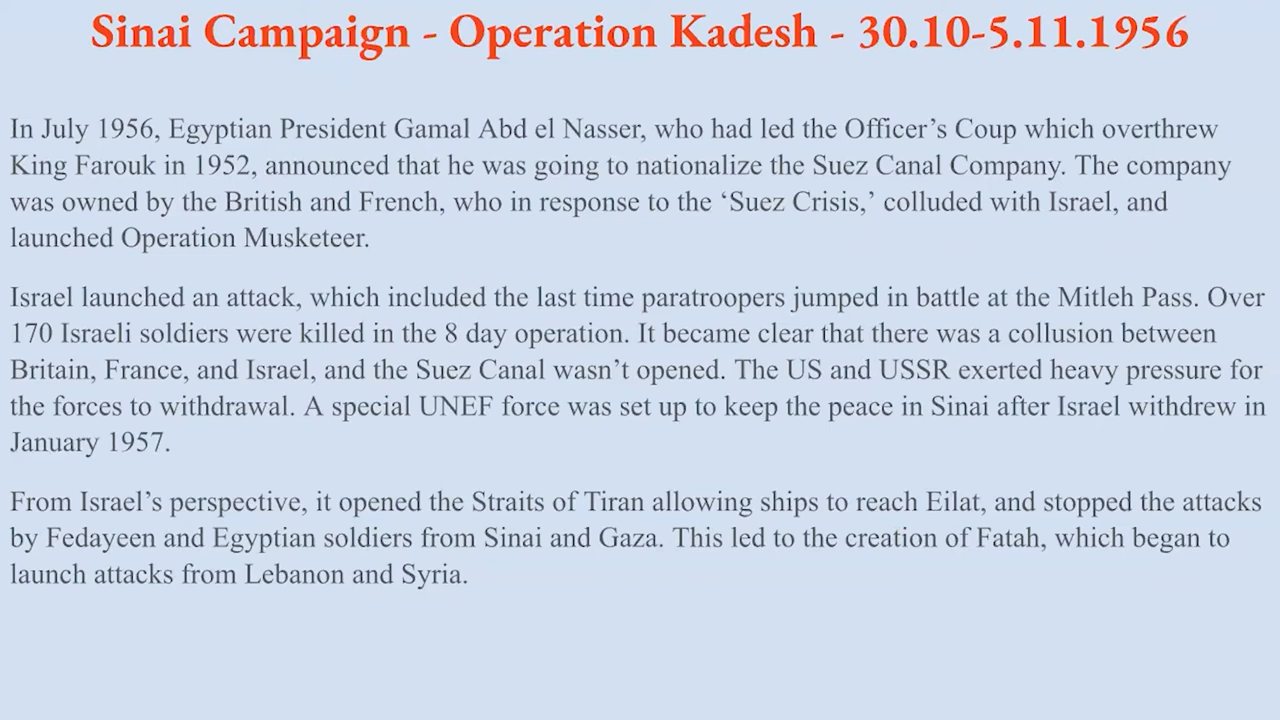 Sinai Campaign - Operation Kadesh - 30.10-5.11.1956
In July 1956, Egyptian President Gamal Abd el Nasser, who had led the Officer’s Coup which overthrew
King Farouk in 1952, announced that he was going to nationalize the Suez Canal Company. The company
was owned by the British and French, who in response to the ‘Suez Crisis,’ colluded with Israel, and
launched Operation Musketeer.
Israel launched an attack, which included the last time paratroopers jumped in battle at the Mitleh Pass. Over
170 Israeli soldiers were killed in the 8 day operation. It became clear that there was a collusion between
Britain, France, and Israel, and the Suez Canal wasn’t opened. The US and USSR exerted heavy pressure for
the forces to withdrawal. A special UNEF force was set up to keep the peace in Sinai after Israel withdrew in
January 1957.
From Israel’s perspective, it opened the Straits of Tiran allowing ships to reach Eilat, and stopped the attacks
by Fedayeen and Egyptian soldiers from Sinai and Gaza. This led to the creation of Fatah, which began to
launch attacks from Lebanon and Syria.